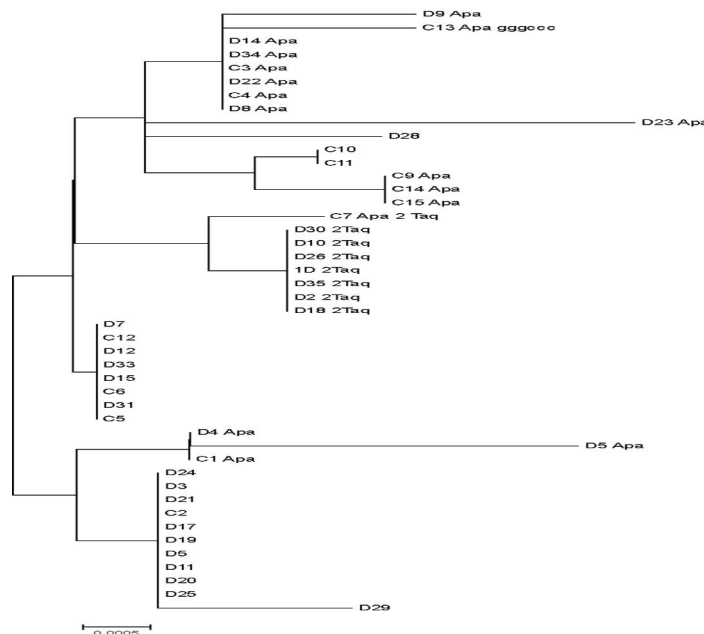 D9 Apa
C13 Apa gggccc
D14 Apa
D34 Apa
C3 Apa
D22 Apa
C4 Apa
D8 Apa
D23 Apa
D28
C10
C11
C9 Apa
C14 Apa
C15 Apa
C7 Apa 2 Taq
D30 2Taq
D10 2Taq
D26 2Taq
1D 2Taq
D35 2Taq
D2 2Taq
D18 2Taq
D7
C12
D12
D33
D15
C6
D31
C5
D4 Apa
D5 Apa
C1 Apa
D24
D3
D21
C2
D17
D19
D5
D11
D20
D25
D29
0.0005